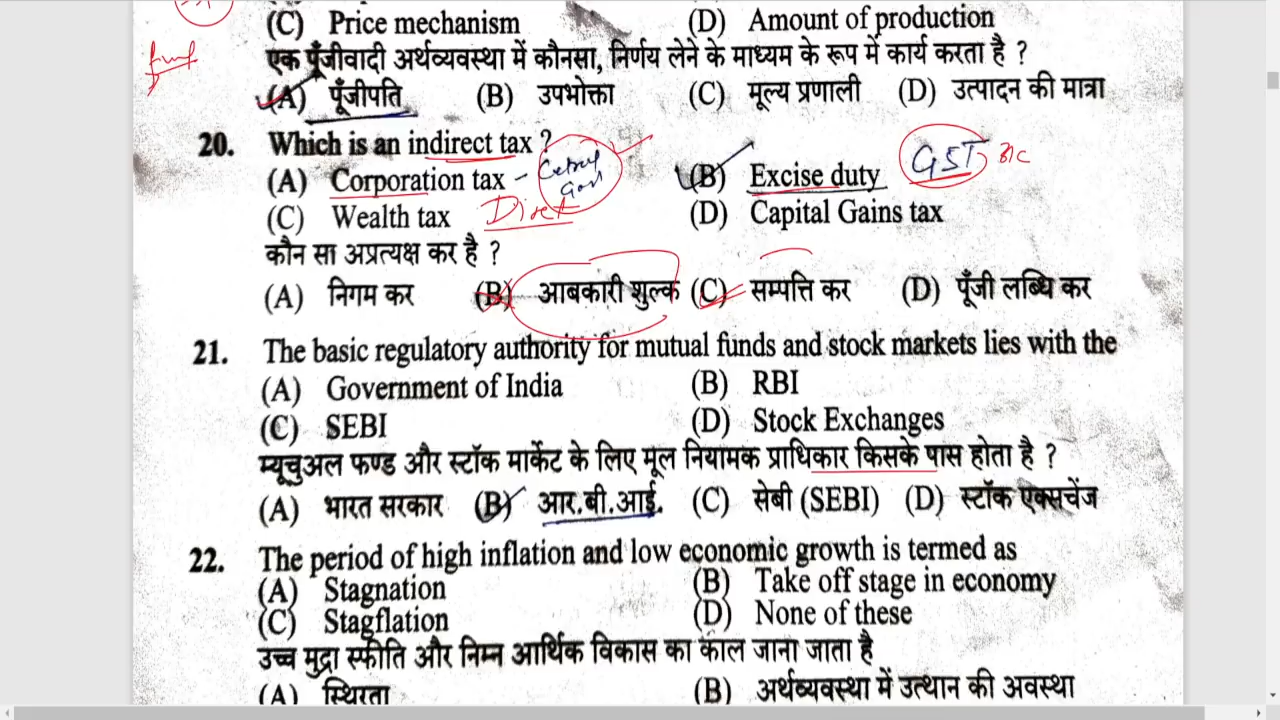 (C) Price mechanism (D) Amount of production
एक पूँजीवादी अर्थव्यवस्था में कौनसा, निर्णय लेने के माध्यम के रूप में कार्य करता है ?
(A) पूँजीपति (B) उपभोक्ता (C) मूल्य प्रणाली (D) उत्पादन की मात्रा
20. Which is an indirect tax ?
(A) Corporation tax - (B) Excise duty GST
(C) Wealth tax Direct (D) Capital Gains tax
कौन सा अप्रत्यक्ष कर है ?
(A) निगम कर (B) आबकारी शुल्क (C) सम्पत्ति कर (D) पूँजी लब्धि कर
21. The basic regulatory authority for mutual funds and stock markets lies with the
(A) Government of India (B) RBI
(C) SEBI (D) Stock Exchanges
म्यूचुअल फण्ड और स्टॉक मार्केट के लिए मूल नियामक प्राधिकार किसके पास होता है ?
(A) भारत सरकार (B) आर.बी.आई. (C) सेबी (SEBI) (D) स्टॉक एक्सचेंज
22. The period of high inflation and low economic growth is termed as
(A) Stagnation (B) Take off stage in economy
(C) Stagflation (D) None of these
उच्च मुद्रा स्फीति और निम्न आर्थिक विकास का काल जाना जाता है
(A) स्थिरता (B) अर्थव्यवस्था में उत्थान की अवस्था